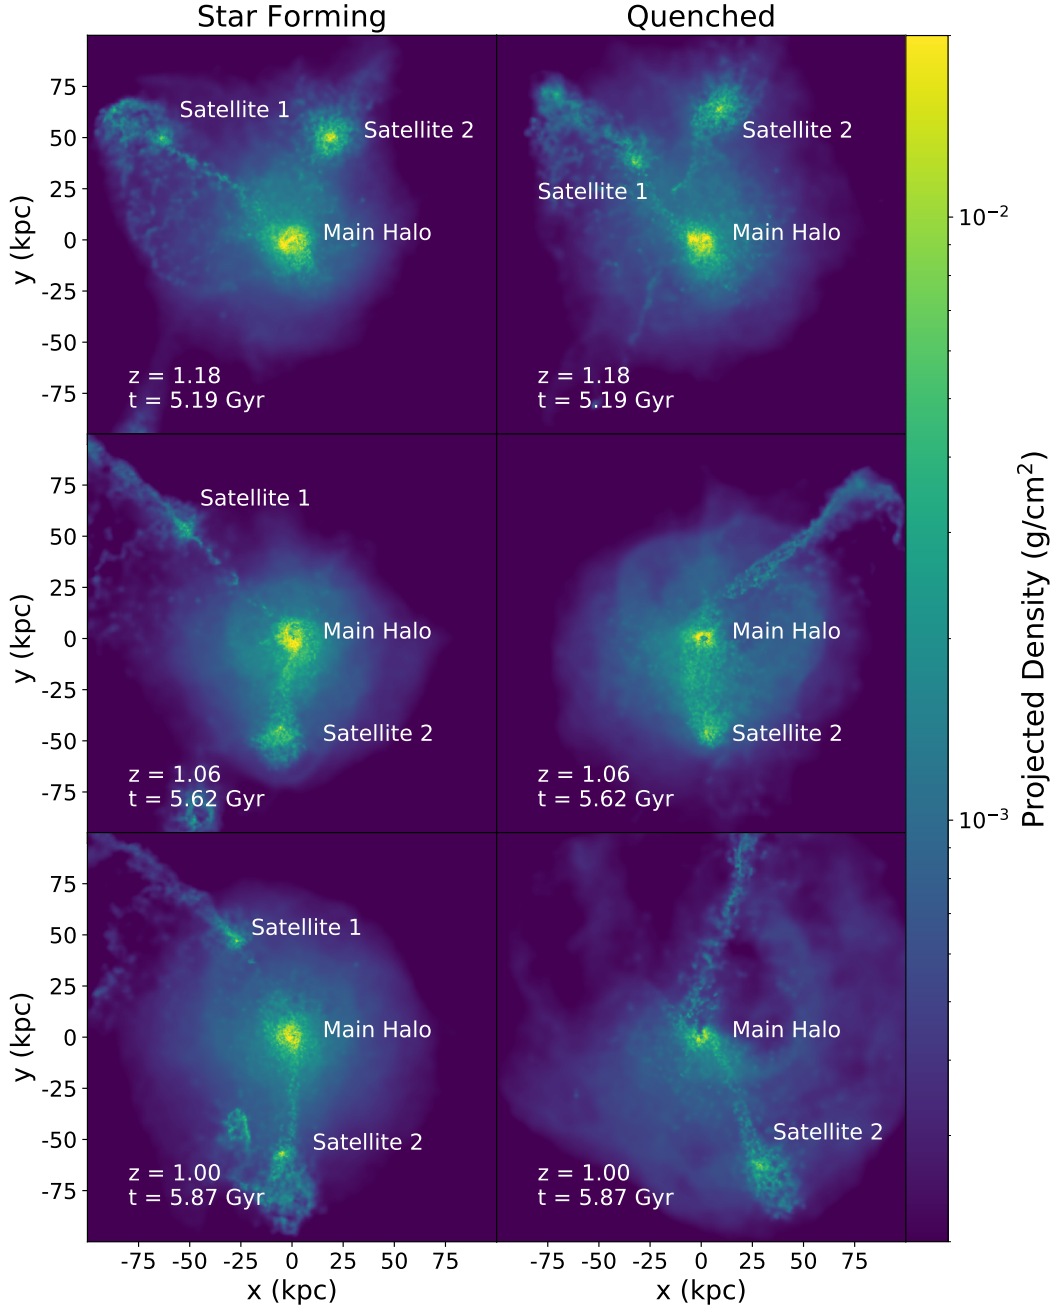 Star Forming
Quenched
75
50
25
0
-25
-50
-75
y (kpc)
Satellite 1
Satellite 2
Main Halo
z = 1.18
t = 5.19 Gyr
Satellite 2
Satellite 1
Main Halo
z = 1.18
t = 5.19 Gyr
75
50
25
0
-25
-50
-75
y (kpc)
Satellite 1
Main Halo
Satellite 2
z = 1.06
t = 5.62 Gyr
Main Halo
Satellite 2
z = 1.06
t = 5.62 Gyr
75
50
25
0
-25
-50
-75
y (kpc)
Satellite 1
Main Halo
Satellite 2
z = 1.00
t = 5.87 Gyr
Main Halo
Satellite 2
z = 1.00
t = 5.87 Gyr
-75 -50 -25 0 25 50 75
x (kpc)
-75 -50 -25 0 25 50 75
x (kpc)
10⁻²
10⁻³
Projected Density (g/cm²)